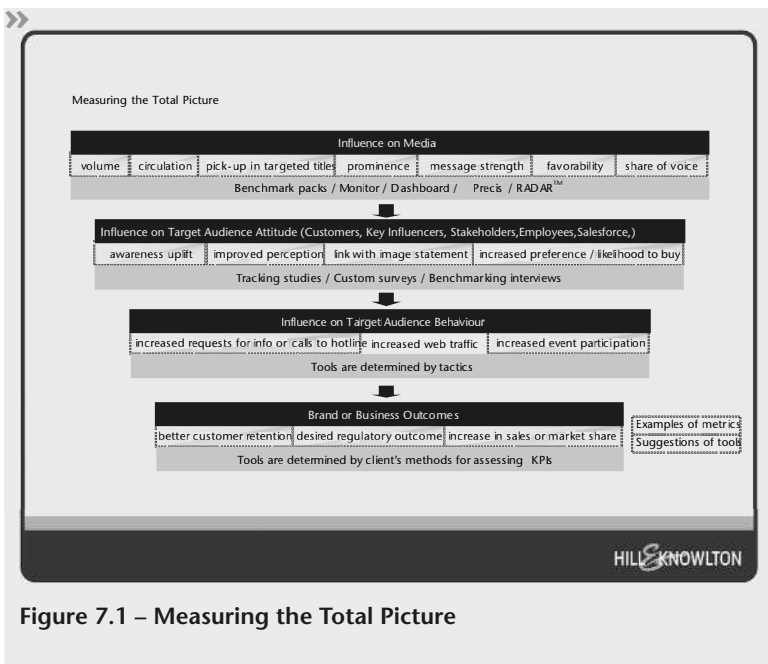 »
Measuring the Total Picture
Influence on Media
volume circulation pick-up in targeted titles prominence message strength favorability share of voice
Benchmark packs / Monitor / Dashboard / Precis / RADAR™
Influence on Target Audience Attitude (Customers, Key Influencers, Stakeholders,Employees,Salesforce,)
awareness uplift improved perception link with image statement increased preference / likelihood to buy
Tracking studies / Custom surveys / Benchmarking interviews
Influence on Target Audience Behaviour
increased requests for info or calls to hotline increased web traffic increased event participation
Tools are determined by tactics
Brand or Business Outcomes
better customer retention desired regulatory outcome increase in sales or market share
Tools are determined by client's methods for assessing KPIs
Examples of metrics
Suggestions of tools
HILL & KNOWLTON
Figure 7.1 – Measuring the Total Picture